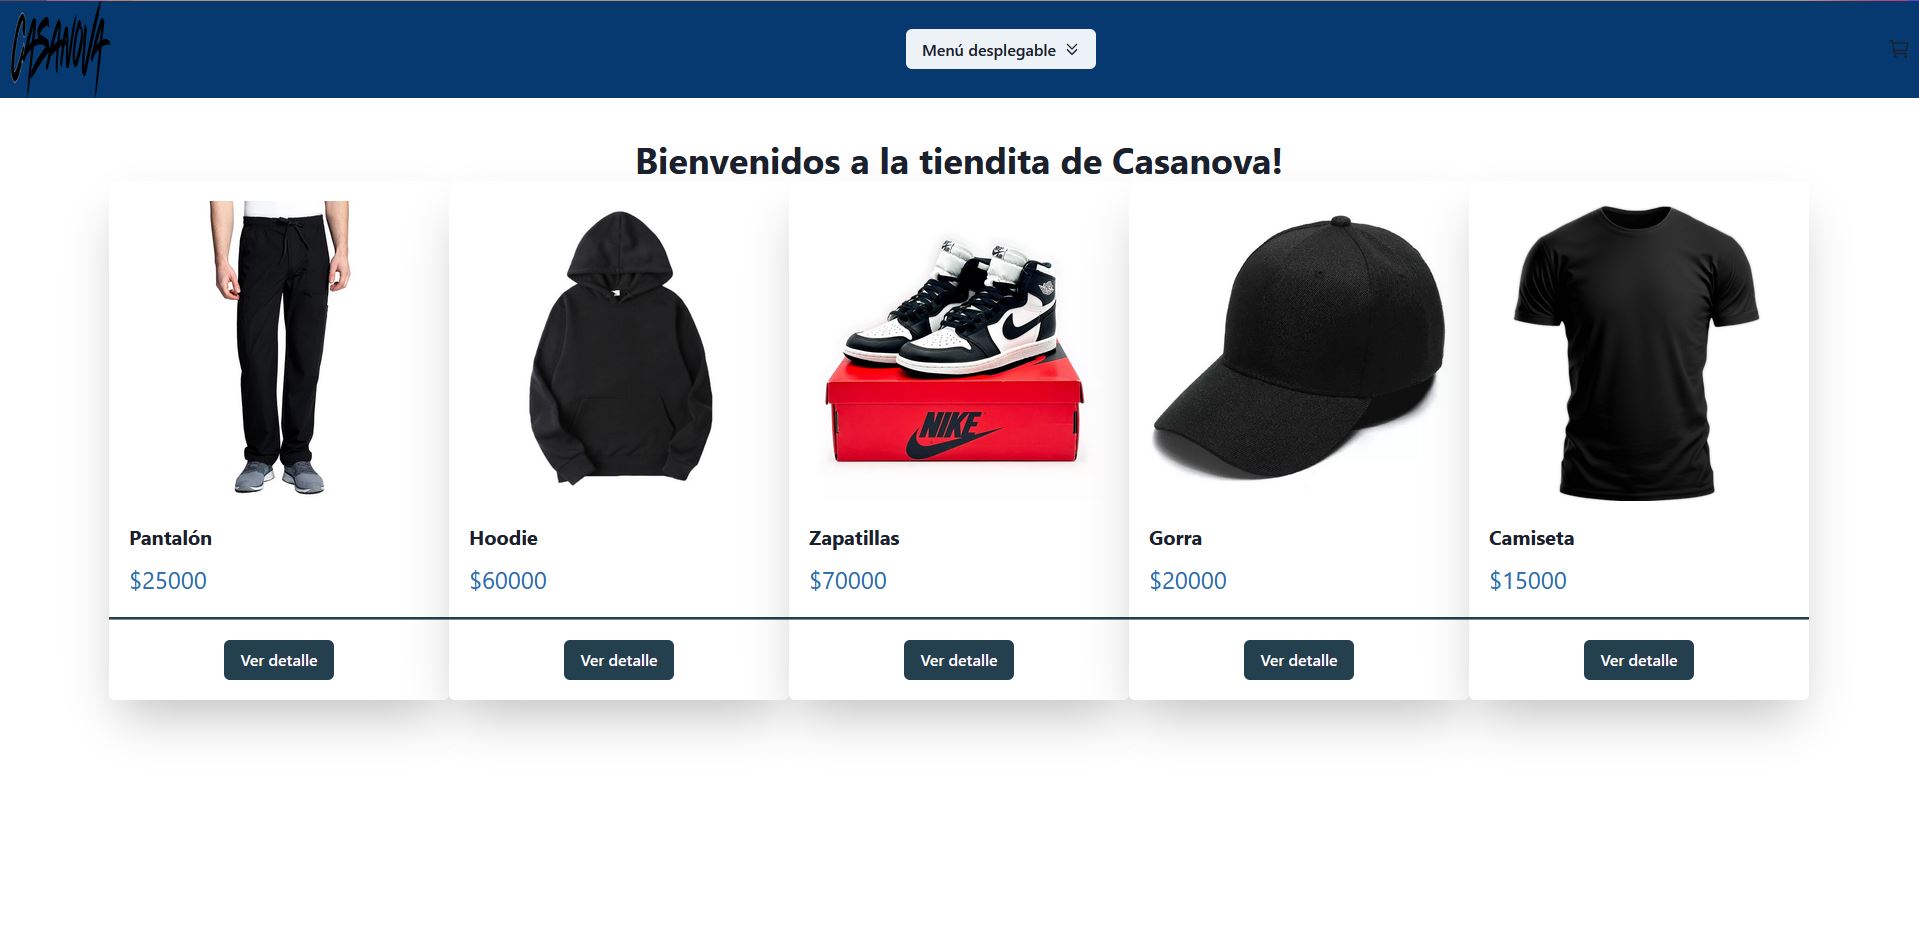 CASANOVA
Menú desplegable
Bienvenidos a la tiendita de Casanova!
NIKE
Pantalón
$25000
Ver detalle
Hoodie
$60000
Ver detalle
Zapatillas
$70000
Ver detalle
Gorra
$20000
Ver detalle
Camiseta
$15000
Ver detalle